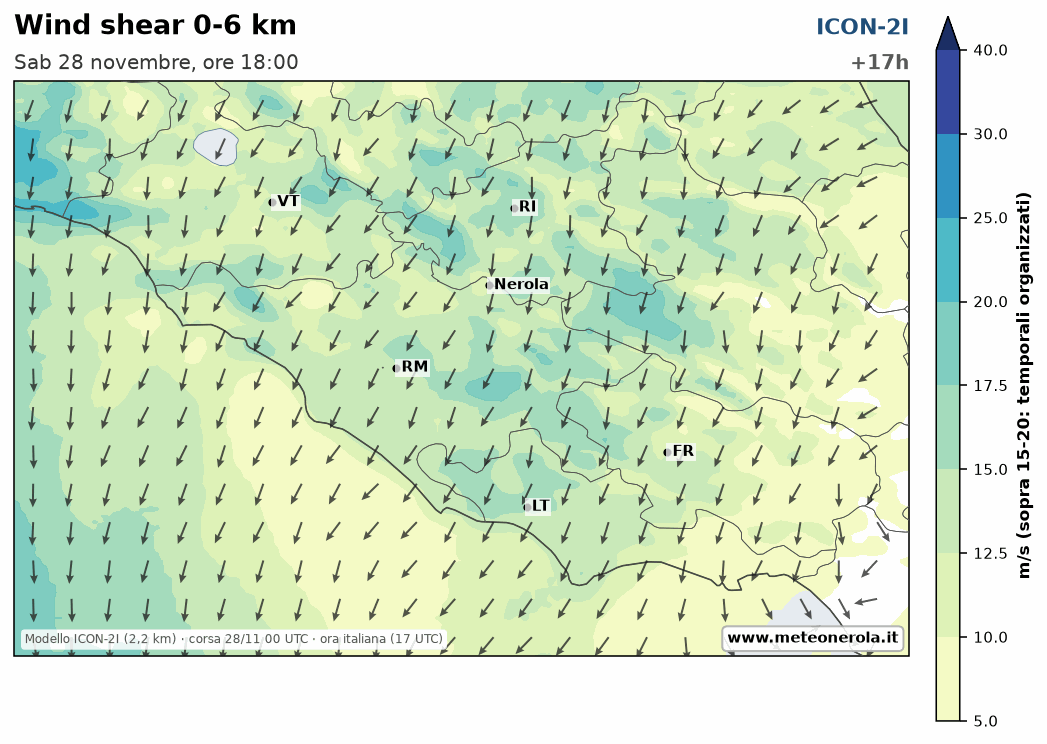 Wind shear 0-6 km
ICON-2I
Sab 28 novembre, ore 18:00
+17h
VT
RI
Nerola
RM
FR
LT
Modello ICON-2I (2,2 km) · corsa 28/11 00 UTC · ora italiana (17 UTC)
www.meteonerola.it
40.0
30.0
25.0
20.0
17.5
15.0
12.5
10.0
5.0
m/s (sopra 15-20: temporali organizzati)